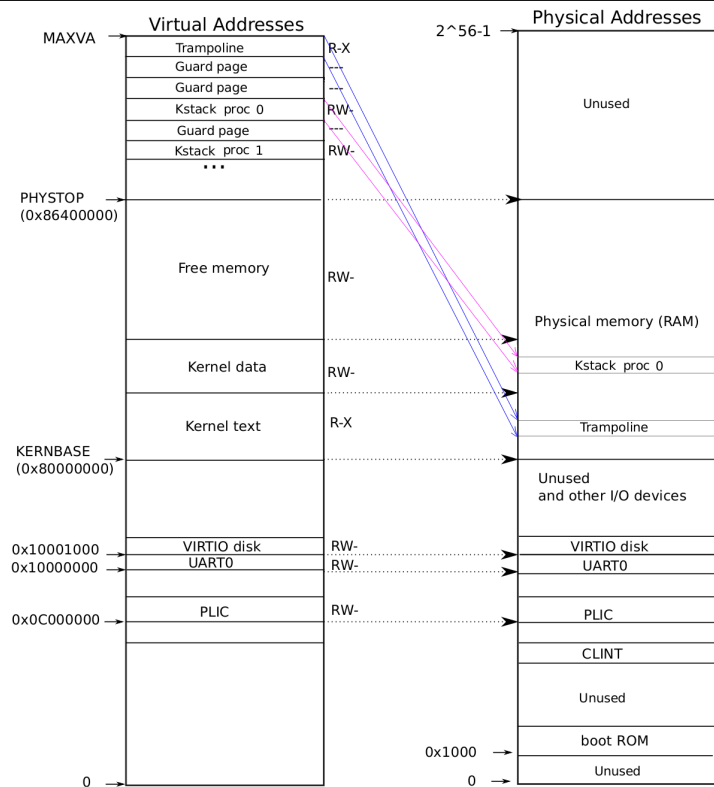 Virtual Addresses
MAXVA
Trampoline
R-X
Guard page
---
Guard page
---
Kstack proc 0
RW-
Guard page
---
Kstack proc 1
RW-
...
PHYSTOP
(0x86400000)
Free memory
RW-
Kernel data
RW-
Kernel text
R-X
KERNBASE
(0x80000000)
0x10001000
VIRTIO disk
RW-
0x10000000
UART0
RW-
0x0C000000
PLIC
RW-
0
Physical Addresses
2^56-1
Unused
Physical memory (RAM)
Kstack proc 0
Trampoline
Unused
and other I/O devices
VIRTIO disk
UART0
PLIC
CLINT
Unused
boot ROM
0x1000
Unused
0